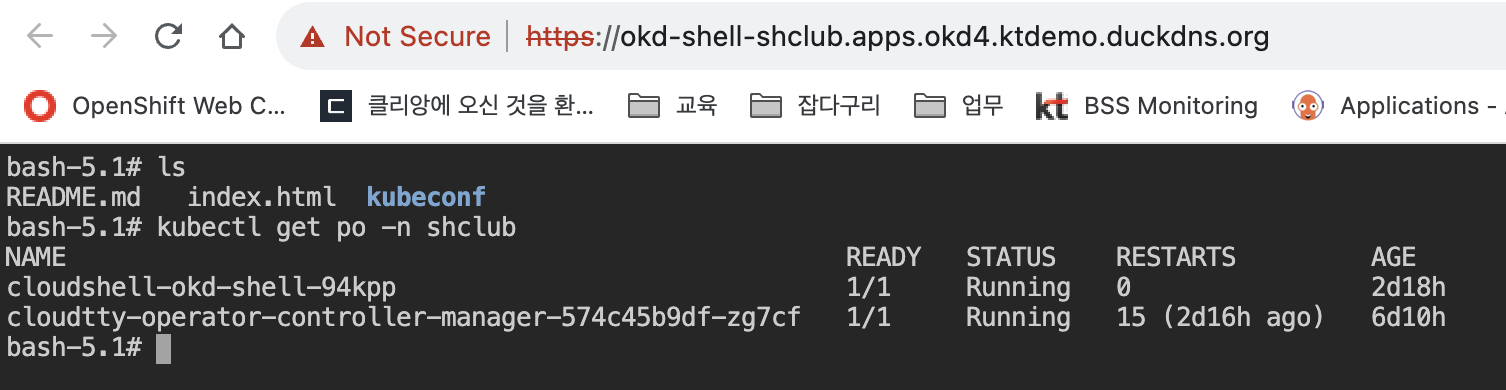 Not Secure https://okd-shell-shclub.apps.okd4.ktdemo.duckdns.org
OpenShift Web C... 클리앙에 오신 것을 환... 교육 잡다구리 업무 kt BSS Monitoring Applications -
bash-5.1# ls
README.md index.html kubeconf
bash-5.1# kubectl get po -n shclub
NAME READY STATUS RESTARTS AGE
cloudshell-okd-shell-94kpp 1/1 Running 0 2d18h
cloudtty-operator-controller-manager-574c45b9df-zg7cf 1/1 Running 15 (2d16h ago) 6d10h
bash-5.1#